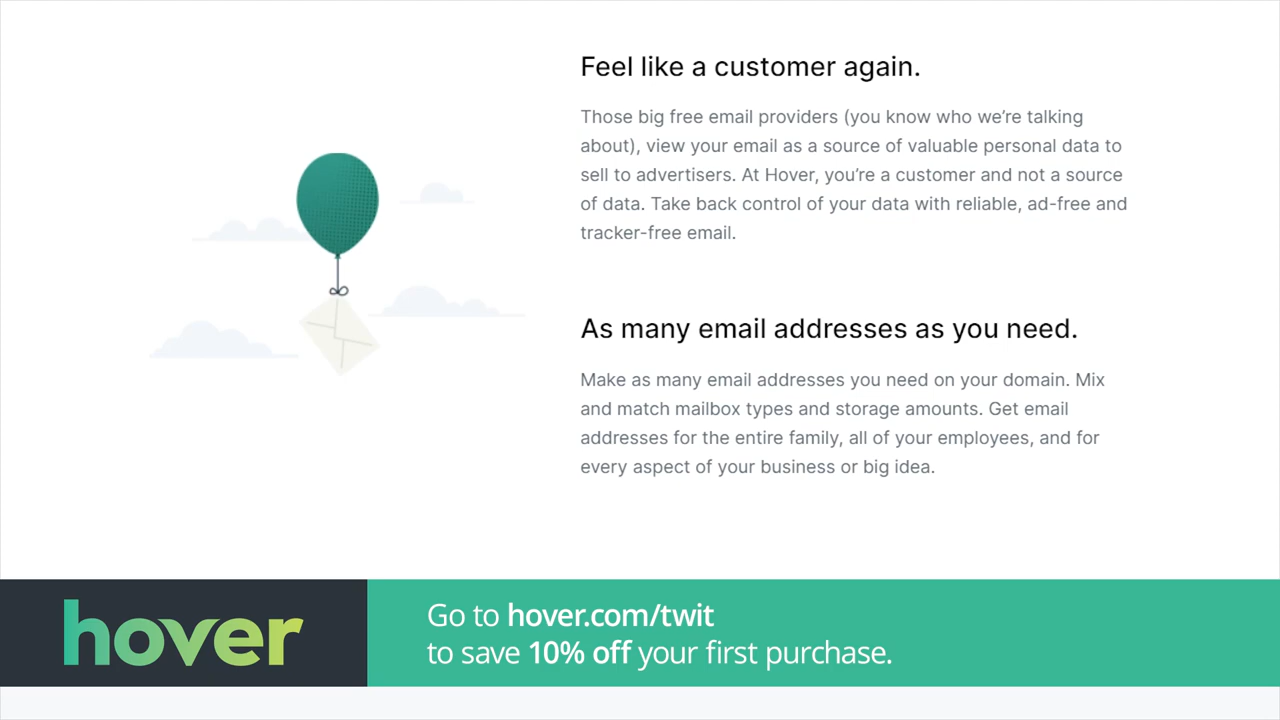 Feel like a customer again.
Those big free email providers (you know who we’re talking
about), view your email as a source of valuable personal data to
sell to advertisers. At Hover, you’re a customer and not a source
of data. Take back control of your data with reliable, ad-free and
tracker-free email.
As many email addresses as you need.
Make as many email addresses you need on your domain. Mix
and match mailbox types and storage amounts. Get email
addresses for the entire family, all of your employees, and for
every aspect of your business or big idea.
hover
Go to hover.com/twit
to save 10% off your first purchase.